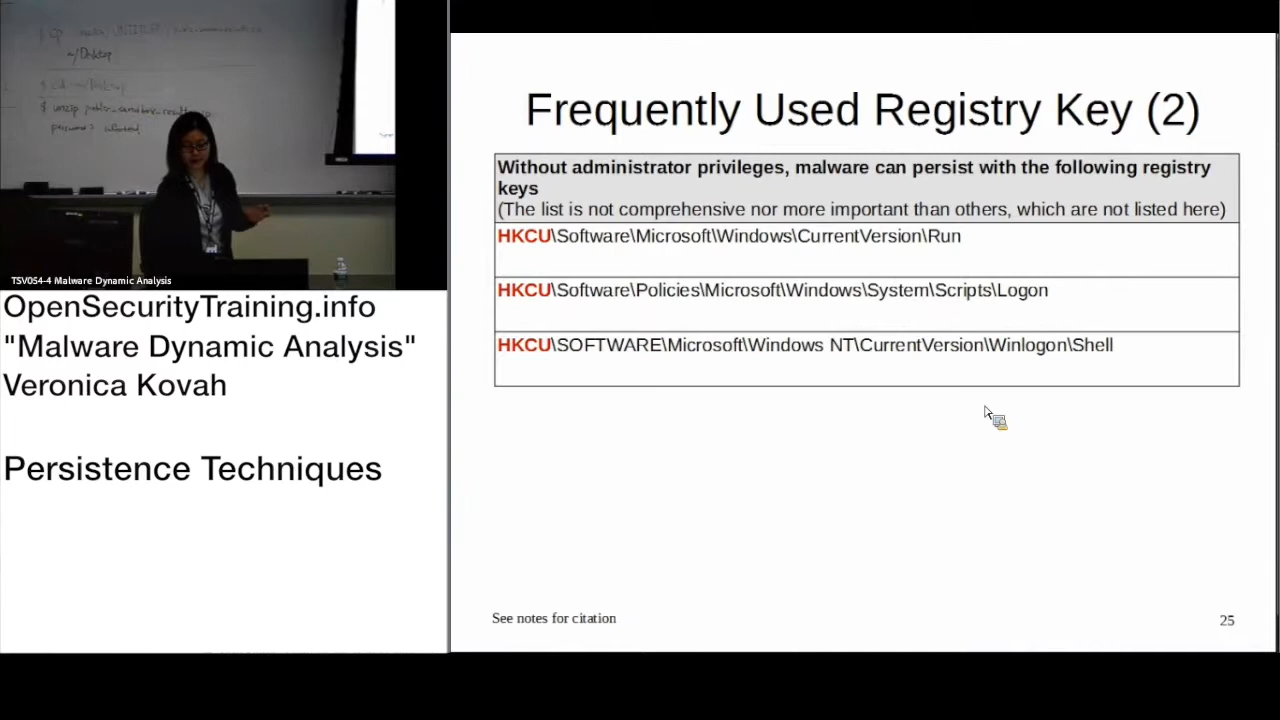 ~/Desktop
TSV054-4 Malware Dynamic Analysis
OpenSecurityTraining.info
"Malware Dynamic Analysis"
Veronica Kovah
Persistence Techniques
Frequently Used Registry Key (2)
Without administrator privileges, malware can persist with the following registry
keys
(The list is not comprehensive nor more important than others, which are not listed here)
HKCU\Software\Microsoft\Windows\CurrentVersion\Run
HKCU\Software\Policies\Microsoft\Windows\System\Scripts\Logon
HKCU\SOFTWARE\Microsoft\Windows NT\CurrentVersion\Winlogon\Shell
See notes for citation
25